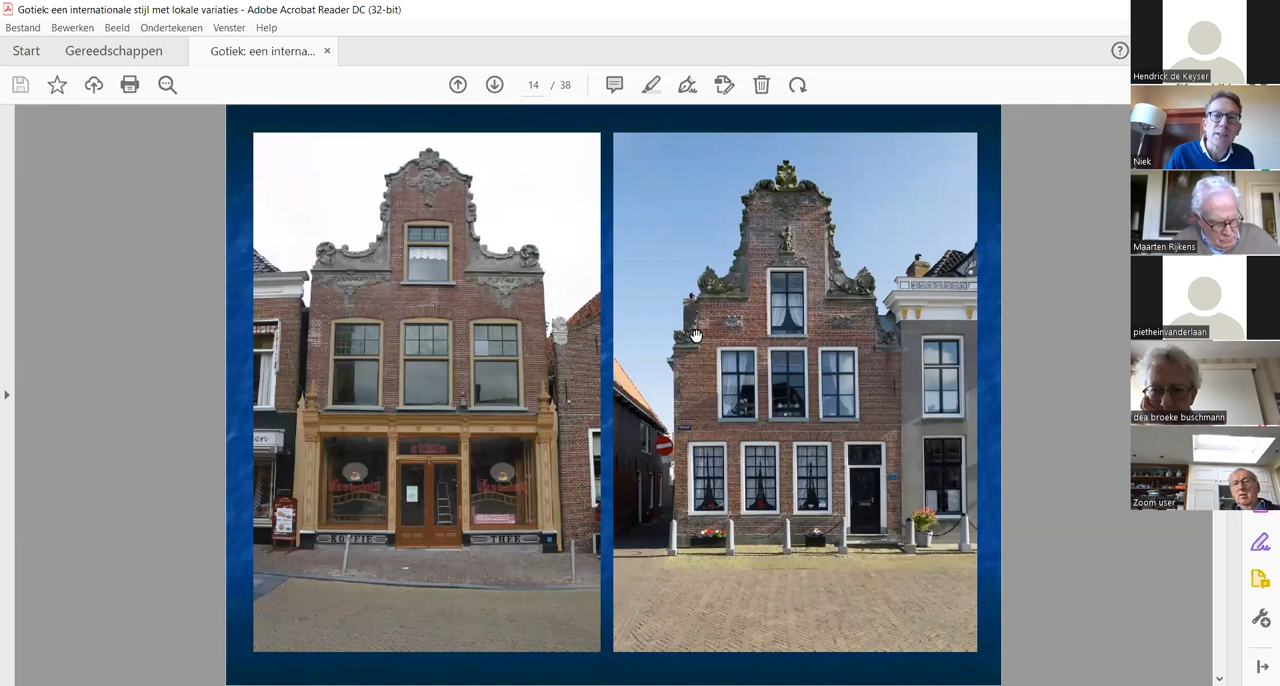 Gotiek: een internationale stijl met lokale variaties - Adobe Acrobat Reader DC (32-bit)
Bestand Bewerken Beeld Ondertekenen Venster Help
Start Gereedschappen Gotiek: een interna... ×
14 / 38
Hendrick de Keyser
Niek
Maarten Rijkens
pietheinvanderlaan
dea broeke buschmann
Zoom user
KOFFIE THEE